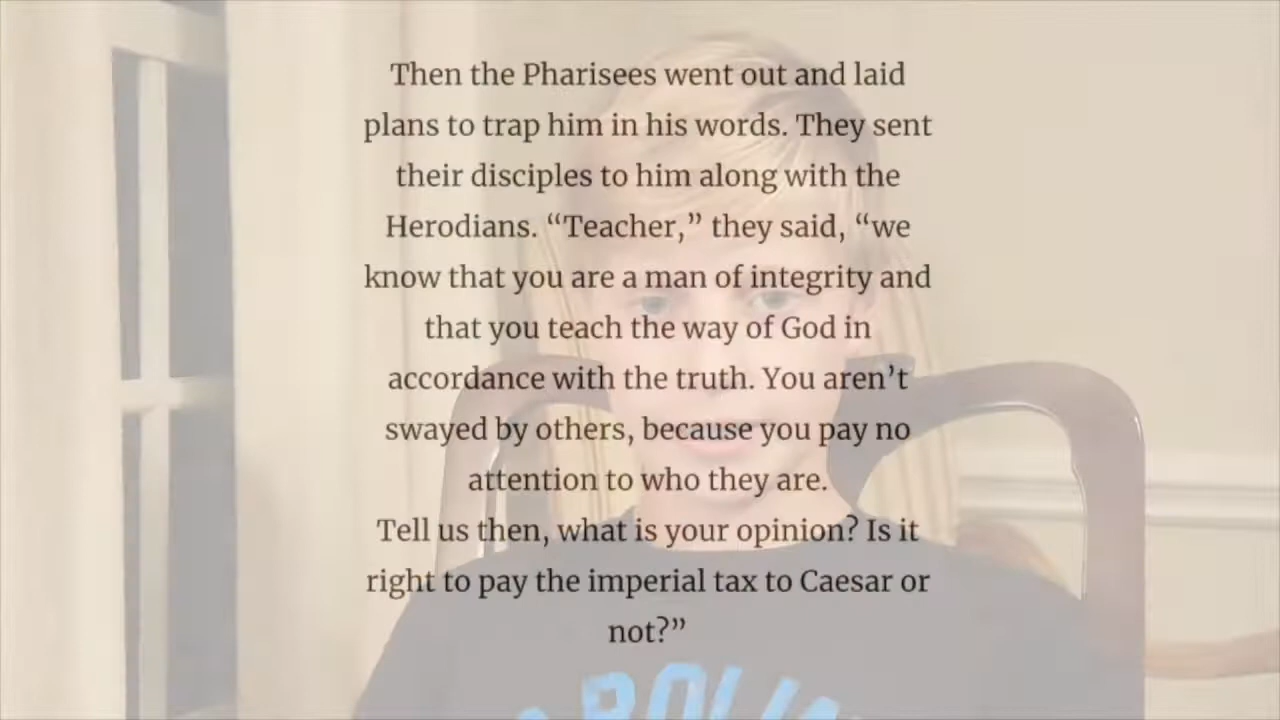 Then the Pharisees went out and laid
plans to trap him in his words. They sent
their disciples to him along with the
Herodians. “Teacher,” they said, “we
know that you are a man of integrity and
that you teach the way of God in
accordance with the truth. You aren’t
swayed by others, because you pay no
attention to who they are.
Tell us then, what is your opinion? Is it
right to pay the imperial tax to Caesar or
not?”